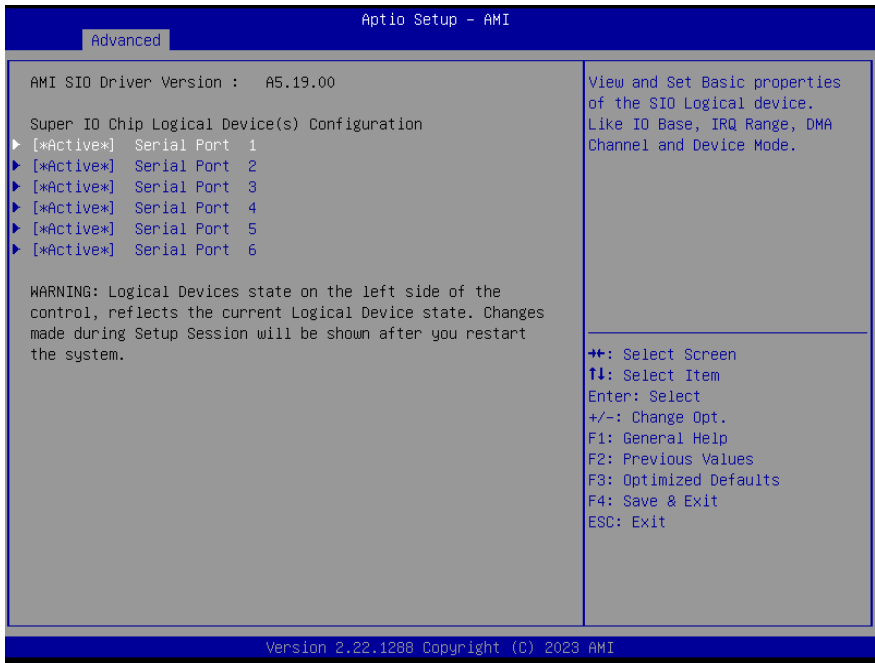 Aptio Setup – AMI
Advanced
AMI SIO Driver Version : A5.19.00
Super IO Chip Logical Device(s) Configuration
[*Active*] Serial Port 1
[*Active*] Serial Port 2
[*Active*] Serial Port 3
[*Active*] Serial Port 4
[*Active*] Serial Port 5
[*Active*] Serial Port 6
WARNING: Logical Devices state on the left side of the
control, reflects the current Logical Device state. Changes
made during Setup Session will be shown after you restart
the system.
View and Set Basic properties
of the SIO Logical device.
Like IO Base, IRQ Range, DMA
Channel and Device Mode.
→←: Select Screen
↑↓: Select Item
Enter: Select
+/-: Change Opt.
F1: General Help
F2: Previous Values
F3: Optimized Defaults
F4: Save & Exit
ESC: Exit
Version 2.22.1288 Copyright (C) 2023 AMI